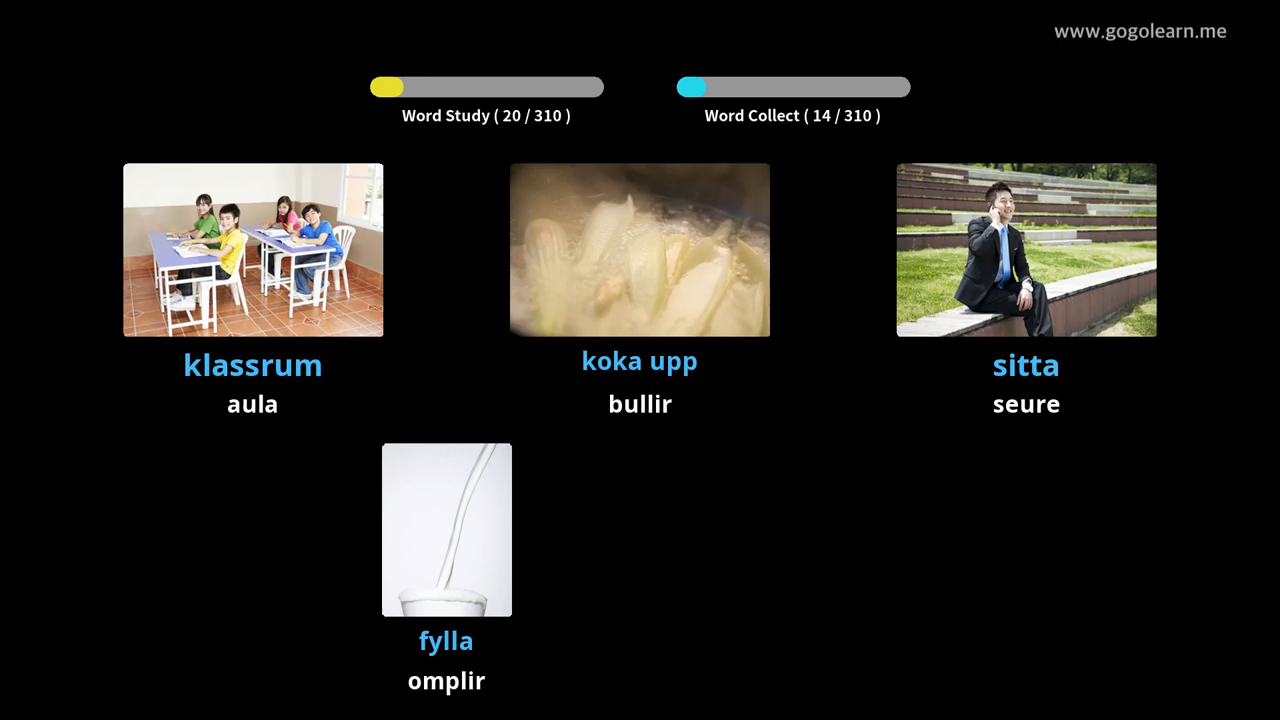 www.gogolearn.me
Word Study ( 20 / 310 )
Word Collect ( 14 / 310 )
klassrum
aula
koka upp
bullir
sitta
seure
fylla
omplir